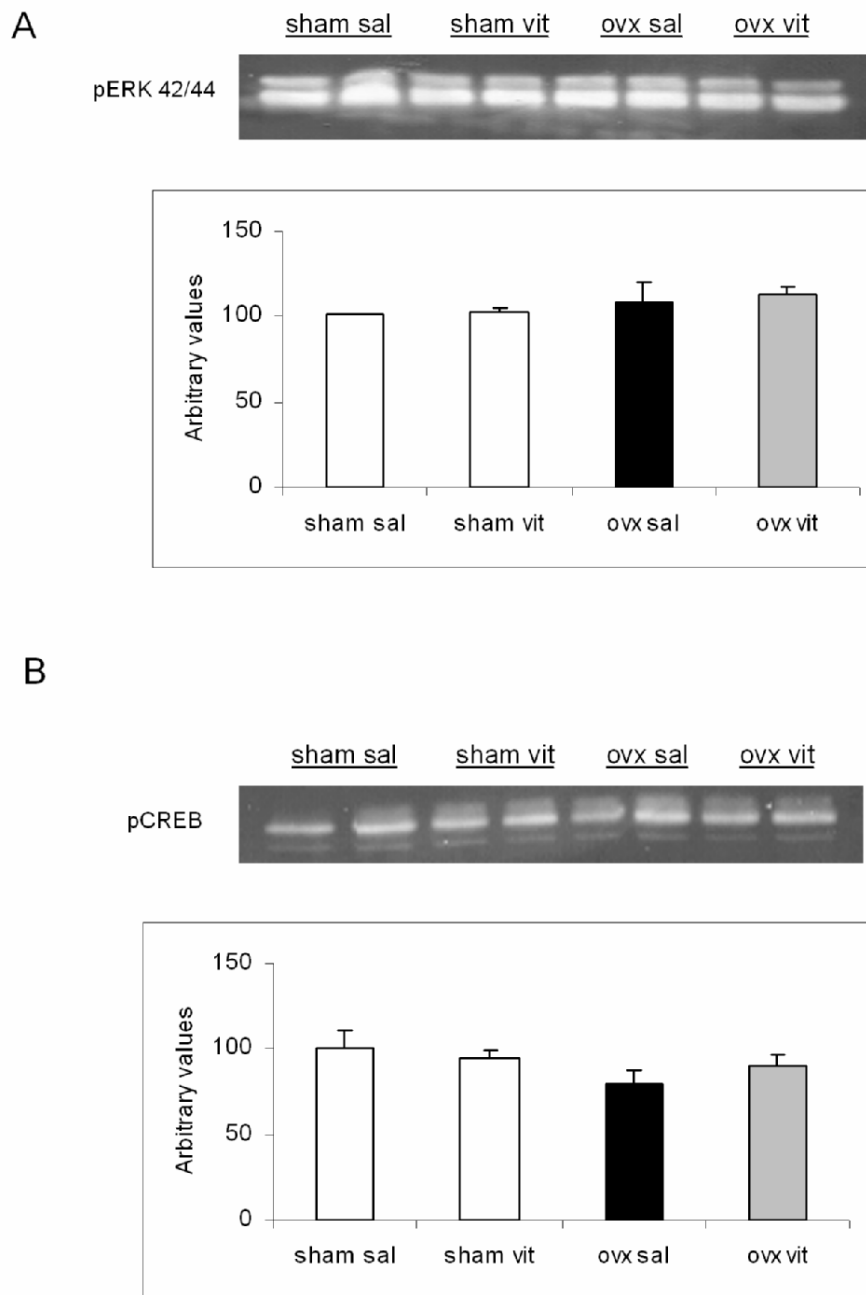 A
sham sal sham vit ovx sal ovx vit
pERK 42/44
Arbitrary values
150
100
50
0
sham sal sham vit ovx sal ovx vit
B
sham sal sham vit ovx sal ovx vit
pCREB
Arbitrary values
150
100
50
0
sham sal sham vit ovx sal ovx vit